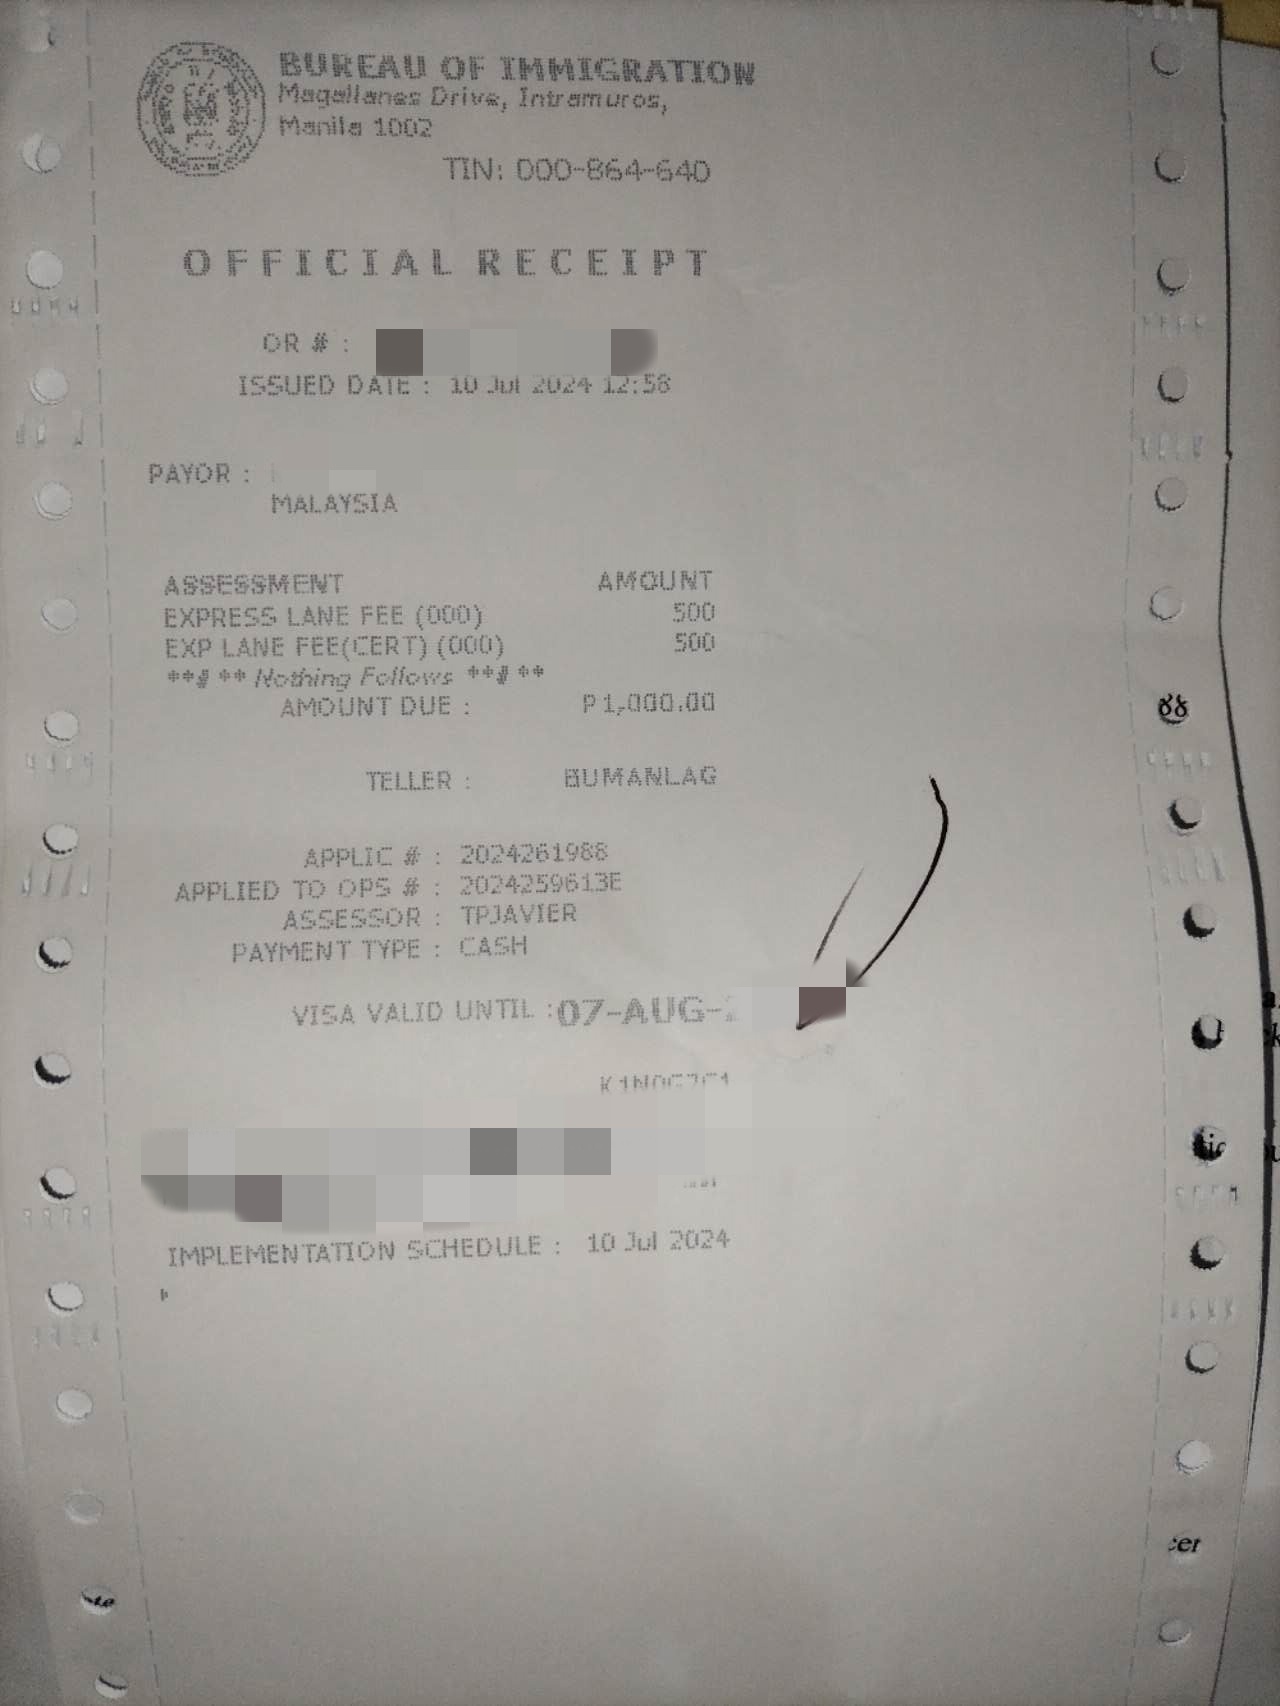 BUREAU OF IMMIGRATION
Magallanes Drive, Intramuros,
Manila 1002
TIN: 000-864-640
OFFICIAL RECEIPT
OR # :
ISSUED DATE : 10 Jul 2024 12:58
PAYOR :
MALAYSIA
ASSESSMENT AMOUNT
EXPRESS LANE FEE (000) 500
EXP LANE FEE(CERT) (000) 500
**#** Nothing Follows **#**
AMOUNT DUE : P1,000.00
TELLER : BUMANLAG
APPLIC # : 2024261988
APPLIED TO OPS # : 2024259613E
ASSESSOR : TPJAVIER
PAYMENT TYPE : CASH
VISA VALID UNTIL :07-AUG-
IMPLEMENTATION SCHEDULE : 10 Jul 2024